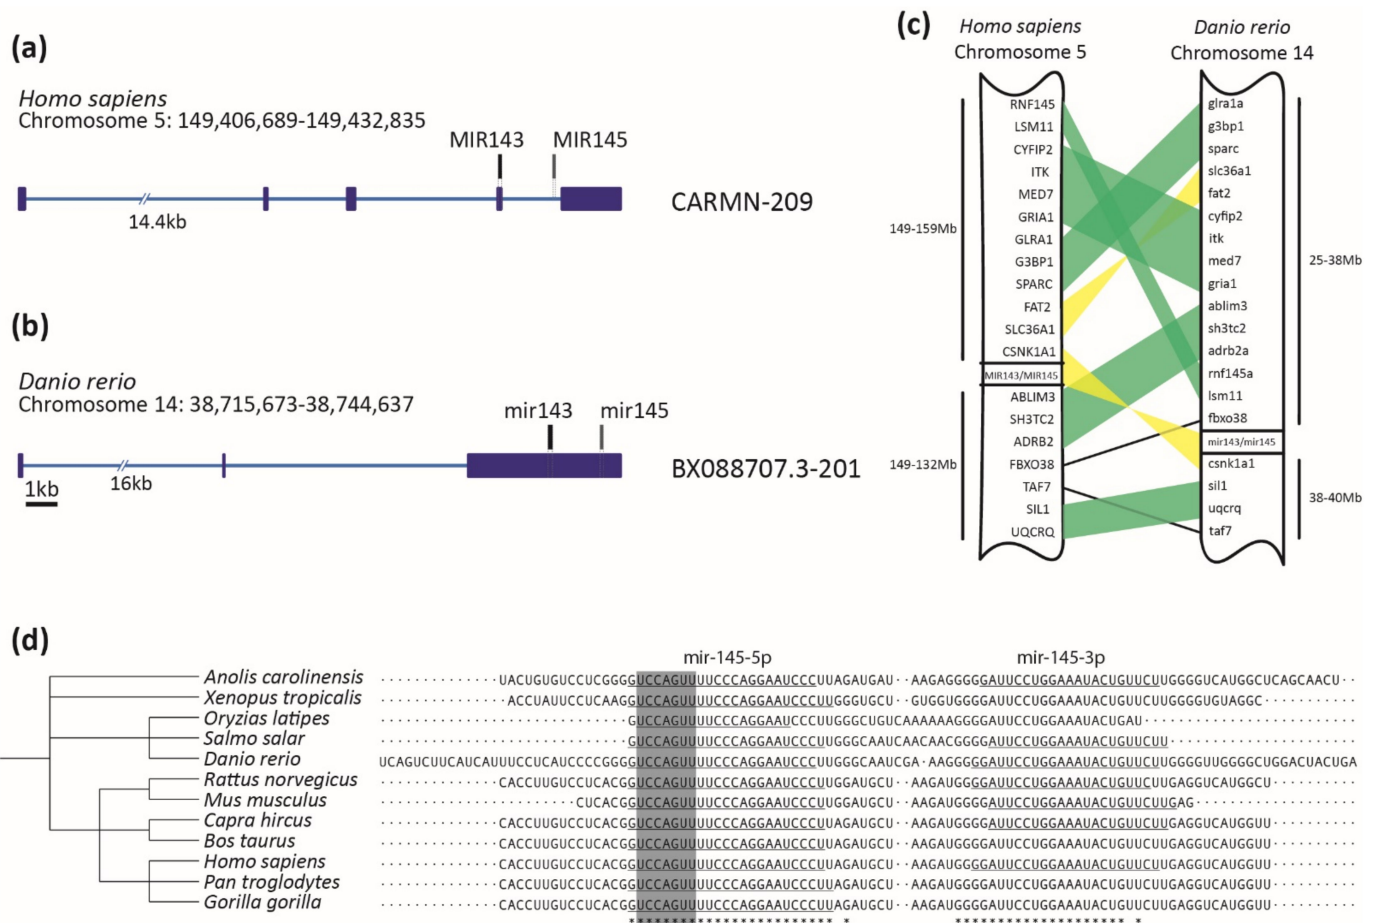 (a)
Homo sapiens
Chromosome 5: 149,406,689-149,432,835
MIR143 MIR145
14.4kb
CARMN-209
(b)
Danio rerio
Chromosome 14: 38,715,673-38,744,637
mir143 mir145
16kb
1kb
BX088707.3-201
(c)
Homo sapiens
Chromosome 5
Danio rerio
Chromosome 14
149-159Mb
149-132Mb
RNF145
LSM11
CYFIP2
ITK
MED7
GRIA1
GLRA1
G3BP1
SPARC
FAT2
SLC36A1
CSNK1A1
MIR143/MIR145
ABLIM3
SH3TC2
ADRB2
FBXO38
TAF7
SIL1
UQCRQ
glra1a
g3bp1
sparc
slc36a1
fat2
cyfip2
itk
med7
gria1
ablim3
sh3tc2
adrb2a
rnf145a
lsm11
fbxo38
mir143/mir145
csnk1a1
sil1
uqcrq
taf7
25-38Mb
38-40Mb
(d)
mir-145-5p mir-145-3p
Anolis carolinensis ··············UACUGUGUCCUCGGGGUCCAGUUUUCCCAGGAAUCCCUUAGAUGAU··AAGAGGGGGAUUCCUGGAAAUACUGUUCUUGGGGUCAUGGCUCAGCAACU··
Xenopus tropicalis ···············ACCUAUUCCUCAAGGUCCAGUUUUCCCAGGAAUCCCUUGGGUGCU··GUGGUGGGGAUUCCUGGAAAUACUGUUCUUGGGGUGUAGGC···········
Oryzias latipes ·····························GUCCAGUUUUCCCAGGAAUCCCUUGGGCUGUCAAAAAAGGGGAUUCCUGGAAAUACUGAU·························
Salmo salar ·····························GUCCAGUUUUCCCAGGAAUCCCUUGGGCAAUCAACAACGGGGAUUCCUGGAAAUACUGUUCUU······················
Danio rerio UCAGUCUUCAUCAUUUCCUCAUCCCCGGGGUCCAGUUUUCCCAGGAAUCCCUUGGGCAAUCGA·AAGGGGGAUUCCUGGAAAUACUGUUCUUGGGGUUGGGGCUGGACUACUGA
Rattus norvegicus ··············CACCUUGUCCUCACGGUCCAGUUUUCCCAGGAAUCCCUUGGAUGCU··AAGAUGGGGAUUCCUGGAAAUACUGUUCUUGAGGUCAUGGCU··········
Mus musculus ·······················CUCACGGUCCAGUUUUCCCAGGAAUCCCUUGGAUGCU··AAGAUGGGGAUUCCUGGAAAUACUGUUCUUGAG···················
Capra hircus ··············CACCUUGUCCUCACGGUCCAGUUUUCCCAGGAAUCCCUUAGAUGCU··AAGAUGGGGAUUCCUGGAAAUACUGUUCUUGAGGUCAUGGUU··········
Bos taurus ··············CACCUUGUCCUCACGGUCCAGUUUUCCCAGGAAUCCCUUAGAUGCU··AAGAUGGGGAUUCCUGGAAAUACUGUUCUUGAGGUCAUGGUU··········
Homo sapiens ··············CACCUUGUCCUCACGGUCCAGUUUUCCCAGGAAUCCCUUAGAUGCU··AAGAUGGGGAUUCCUGGAAAUACUGUUCUUGAGGUCAUGGUU··········
Pan troglodytes ··············CACCUUGUCCUCACGGUCCAGUUUUCCCAGGAAUCCCUUAGAUGCU··AAGAUGGGGAUUCCUGGAAAUACUGUUCUUGAGGUCAUGGUU··········
Gorilla gorilla ··············CACCUUGUCCUCACGGUCCAGUUUUCCCAGGAAUCCCUUAGAUGCU··AAGAUGGGGAUUCCUGGAAAUACUGUUCUUGAGGUCAUGGUU··········
************************ * ******************** *